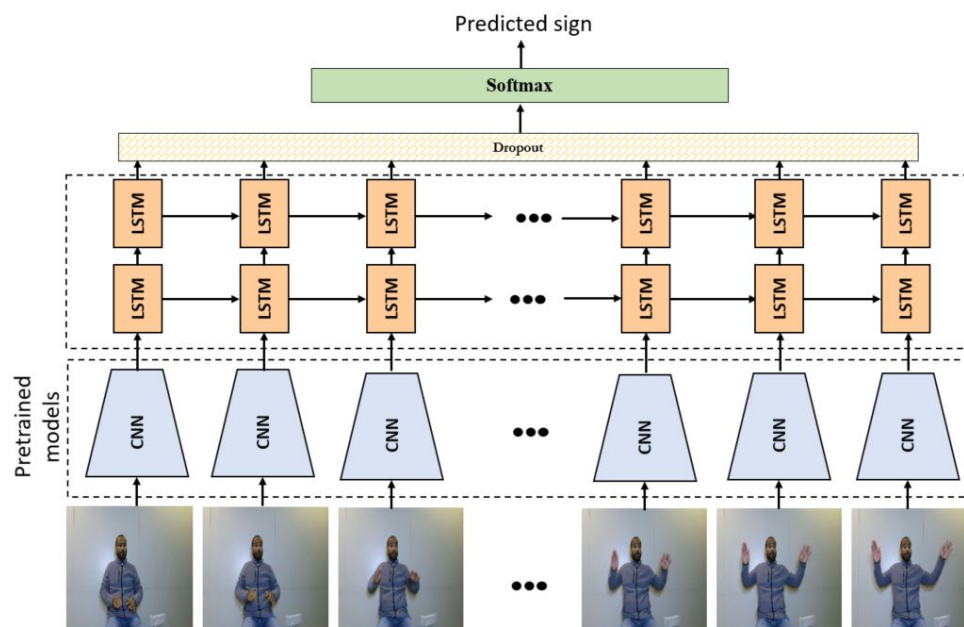 Predicted sign
Softmax
Dropout
LSTM LSTM LSTM LSTM LSTM LSTM
LSTM LSTM LSTM LSTM LSTM LSTM
Pretrained
models
CNN CNN CNN CNN CNN CNN